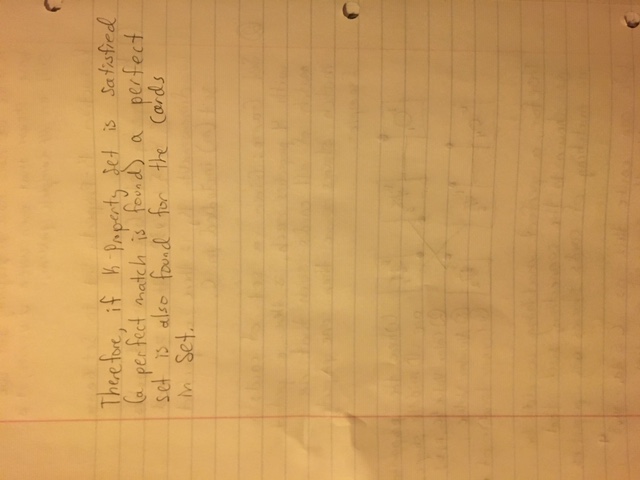 Therefore, if K-Property Set is satisfied
(a perfect match is found) a perfect
set is also found for the cards
in Set.